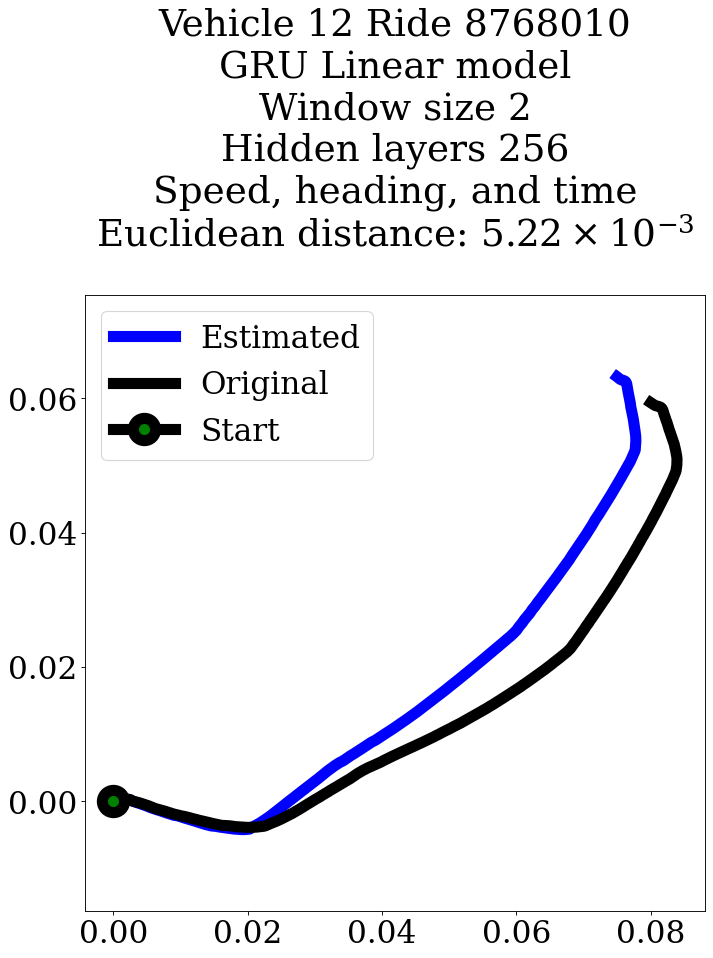 Vehicle 12 Ride 8768010
GRU Linear model
Window size 2
Hidden layers 256
Speed, heading, and time
Euclidean distance: 5.22 × 10⁻³
Estimated
Original
Start
0.06
0.04
0.02
0.00
0.00 0.02 0.04 0.06 0.08